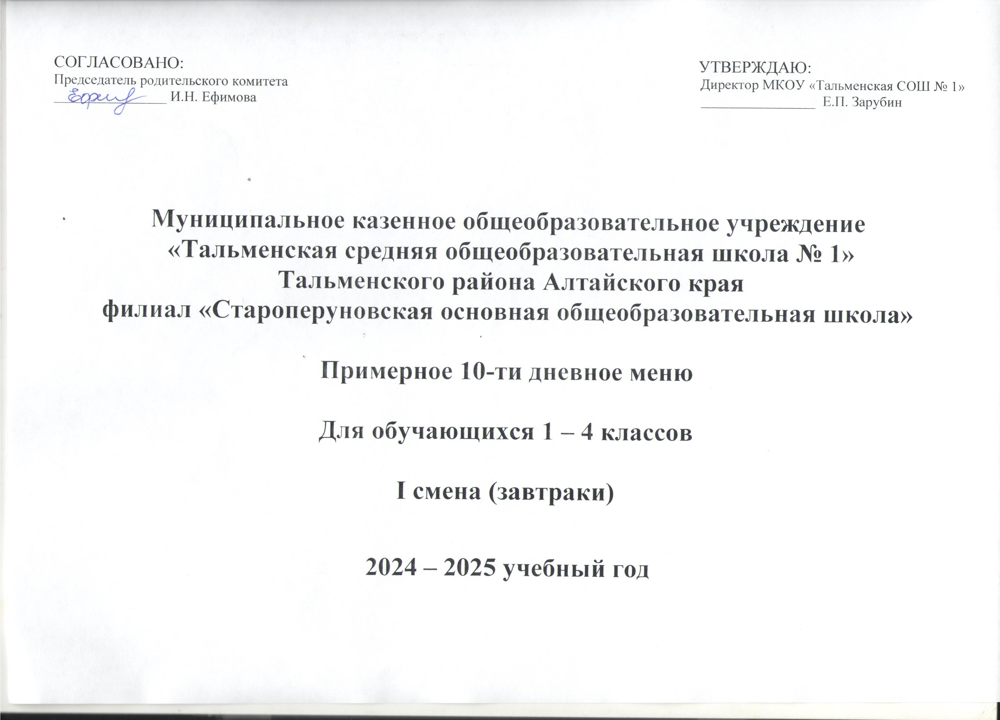 СОГЛАСОВАНО:
Председатель родительского комитета
И.Н. Ефимова
УТВЕРЖДАЮ:
Директор МКОУ «Тальменская СОШ № 1»
Е.П. Зарубин
Муниципальное казенное общеобразовательное учреждение
«Тальменская средняя общеобразовательная школа № 1»
Тальменского района Алтайского края
филиал «Староперуновская основная общеобразовательная школа»
Примерное 10-ти дневное меню
Для обучающихся 1 – 4 классов
I смена (завтраки)
2024 – 2025 учебный год